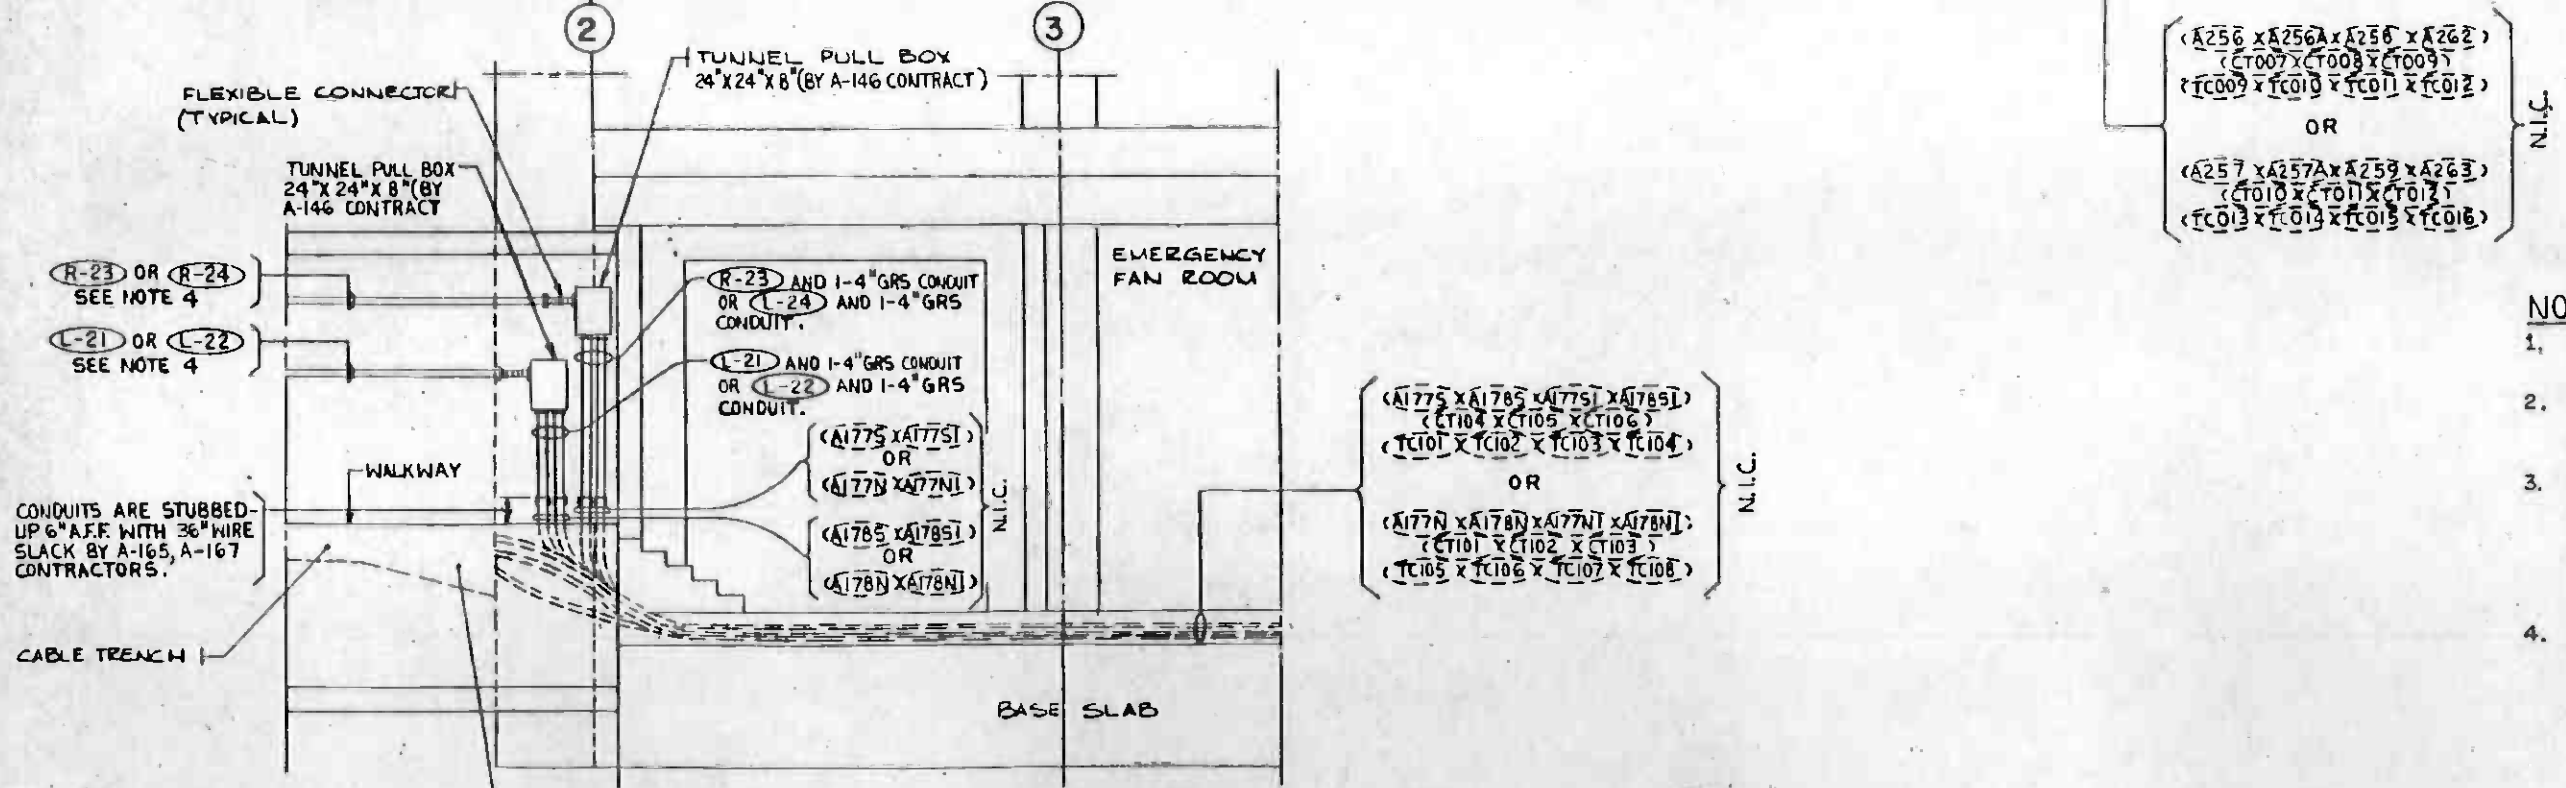 2
3
TUNNEL PULL BOX
24"X24"X8"(BY A-146 CONTRACT)
FLEXIBLE CONNECTOR
(TYPICAL)
TUNNEL PULL BOX
24"X 24"X 8"(BY
A-146 CONTRACT
R-23 OR R-24
SEE NOTE 4
L-21 OR L-22
SEE NOTE 4
R-23 AND 1-4" GRS CONDUIT
OR L-24 AND 1-4" GRS
CONDUIT.
L-21 AND 1-4" GRS CONDUIT
OR L-22 AND 1-4" GRS
CONDUIT.
EMERGENCY
FAN ROOM
WALKWAY
CONDUITS ARE STUBBED-
UP 6" A.F.F. WITH 36" WIRE
SLACK BY A-165, A-167
CONTRACTORS.
CABLE TRENCH
(A177S)(A177S1)
OR
(A177N)(A177N1)
(A178S)(A178S1)
OR
(A178N)(A178N1)
N.I.C.
BASE SLAB
(A177S)(A178S)(A177S1)(A178S1)
(CT104)(CT105)(CT106)
(TC101)(TC102)(TC103)(TC104)
OR
(A177N)(A178N)(A177N1)(A178N1)
(CT101)(CT102)(CT103)
(TC105)(TC106)(TC107)(TC108)
N.I.C.
(A256)(A256A)(A258)(A262)
(CT007)(CT008)(CT009)
(TC009)(TC010)(TC011)(TC012)
OR
(A257)(A257A)(A259)(A263)
(CT010)(CT011)(CT012)
(TC013)(TC014)(TC015)(TC016)
N.I.C.
NO
1.
2.
3.
4.